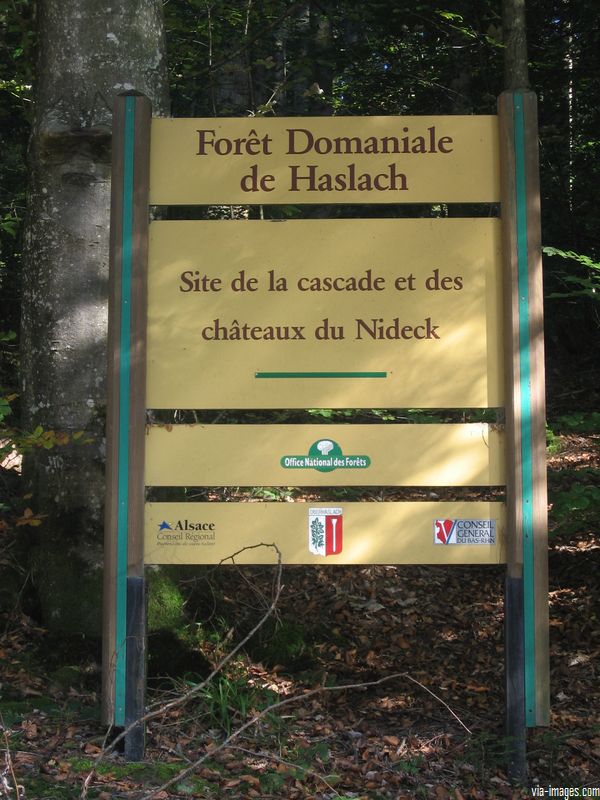 Forêt Domaniale
de Haslach
Site de la cascade et des
châteaux du Nideck
Office National des Forêts
OBERHASLACH
Alsace
Conseil Régional
CONSEIL
GENERAL
DU BAS-RHIN
via-images.com